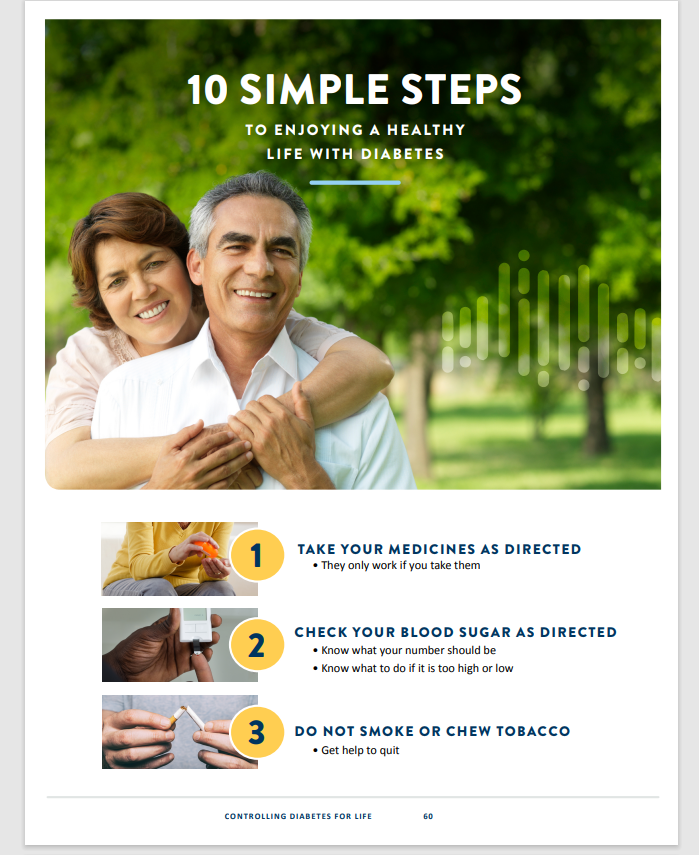 10 SIMPLE STEPS
TO ENJOYING A HEALTHY
LIFE WITH DIABETES
1
TAKE YOUR MEDICINES AS DIRECTED
• They only work if you take them
2
CHECK YOUR BLOOD SUGAR AS DIRECTED
• Know what your number should be
• Know what to do if it is too high or low
3
DO NOT SMOKE OR CHEW TOBACCO
• Get help to quit
CONTROLLING DIABETES FOR LIFE 60